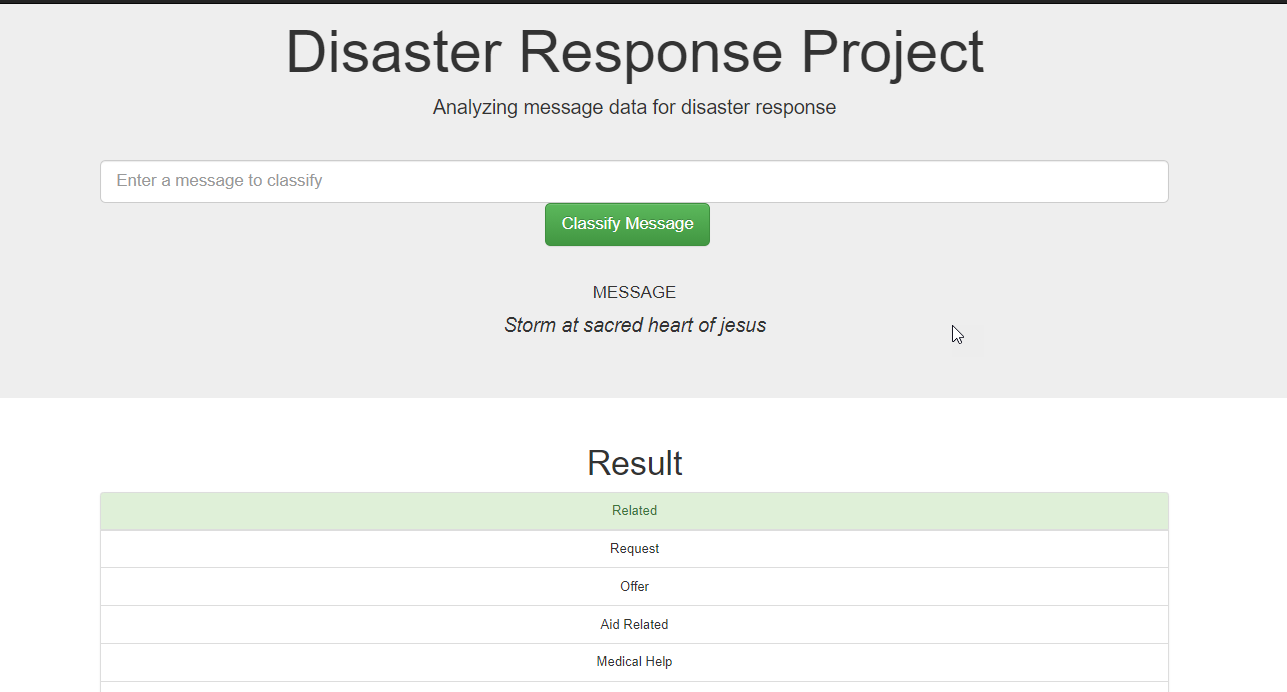 Disaster Response Project
Analyzing message data for disaster response
Enter a message to classify
Classify Message
MESSAGE
Storm at sacred heart of jesus
Result
Related
Request
Offer
Aid Related
Medical Help